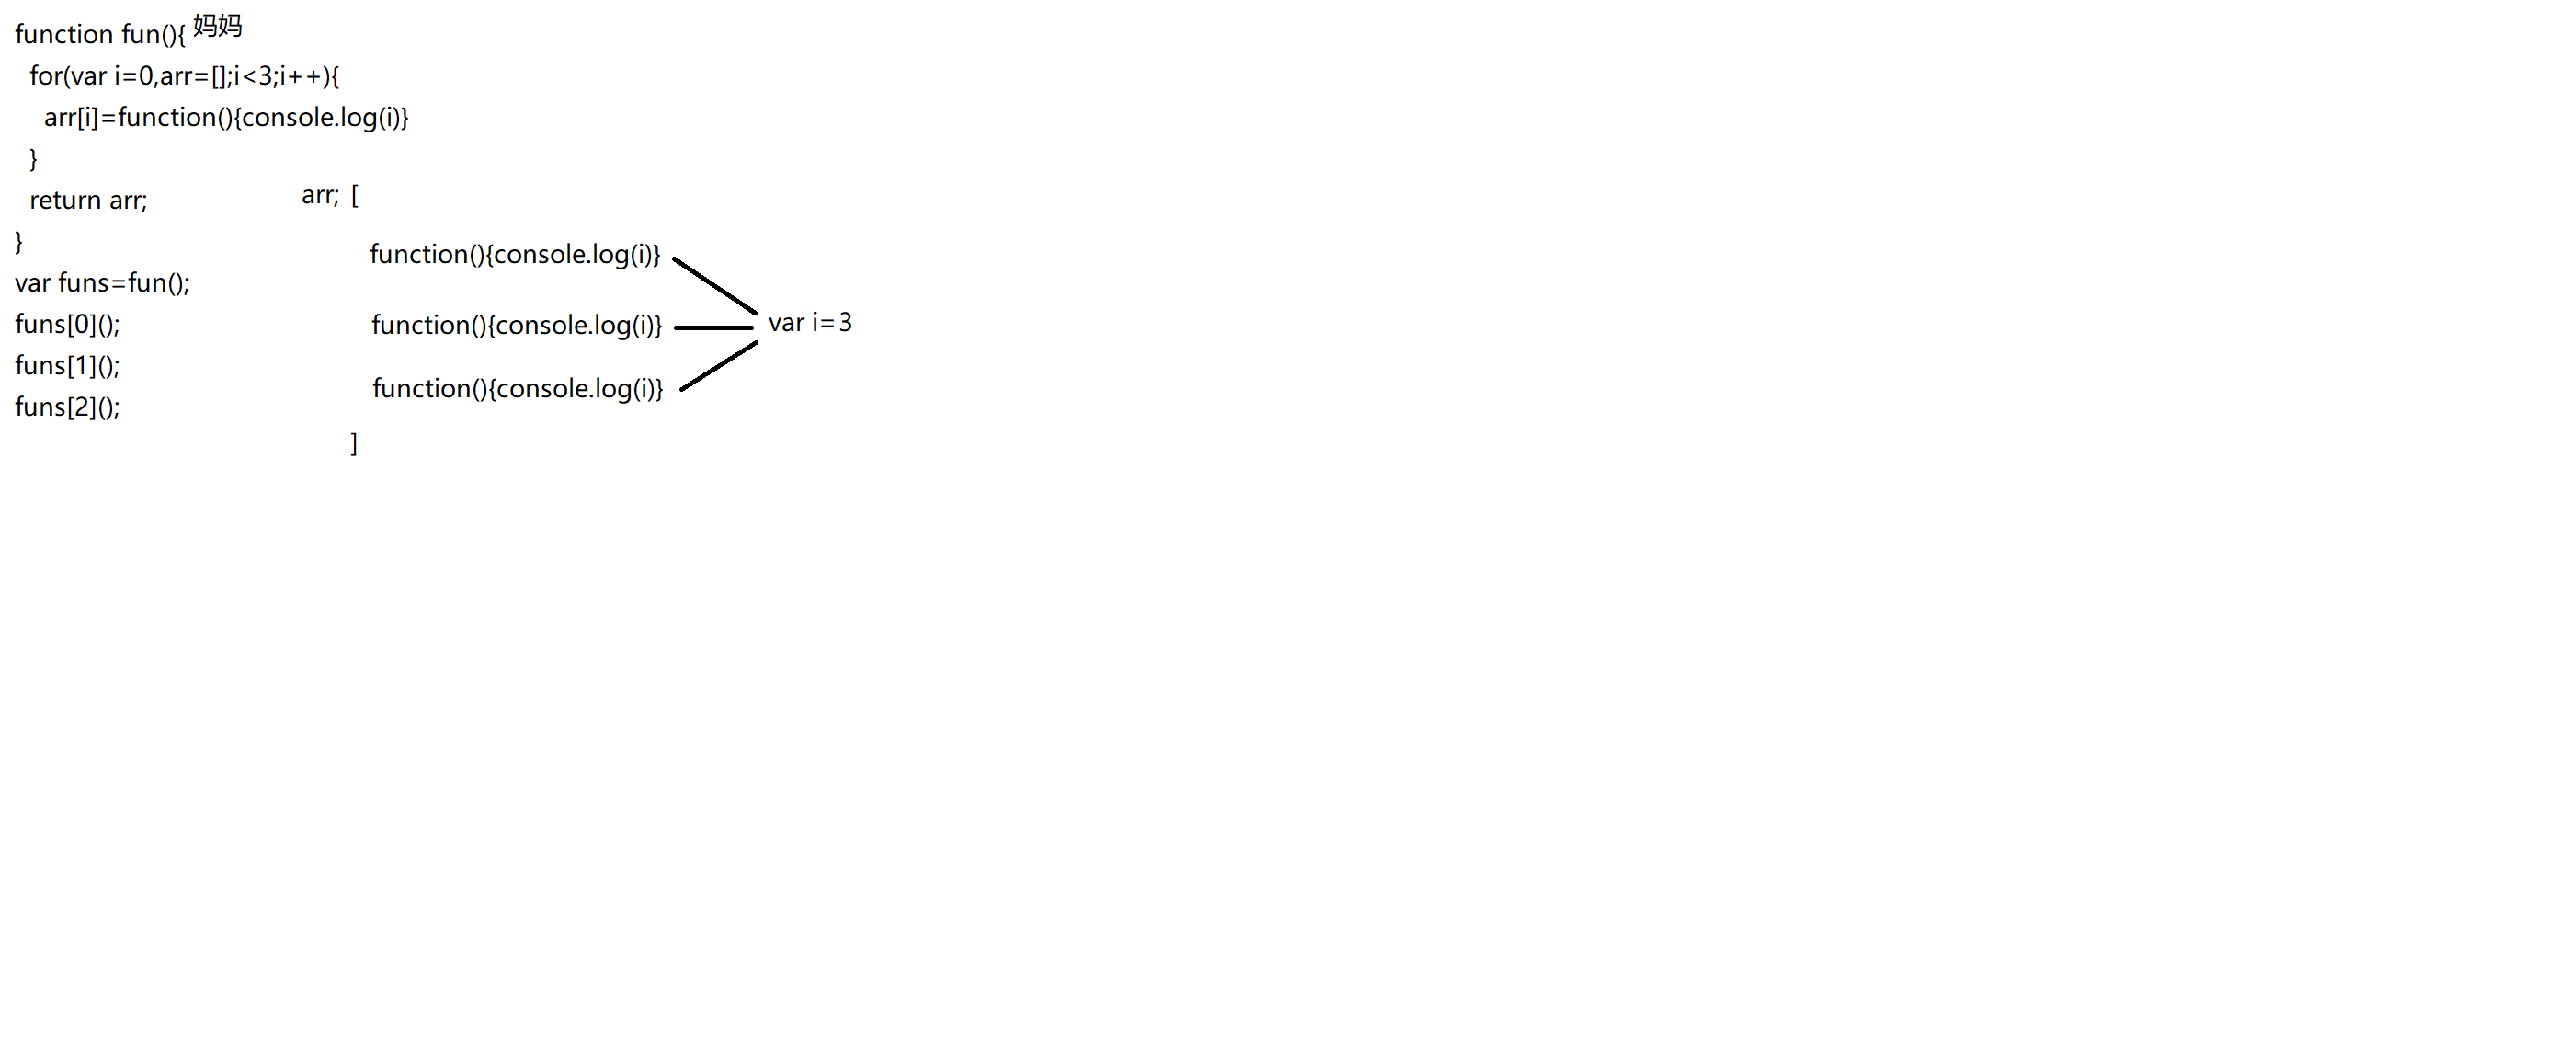 function fun(){ 妈妈
for(var i=0,arr=[];i<3;i++){
arr[i]=function(){console.log(i)}
}
return arr;
}
var funs=fun();
funs[0]();
funs[1]();
funs[2]();
arr; [
function(){console.log(i)}
function(){console.log(i)}
function(){console.log(i)}
]
var i=3